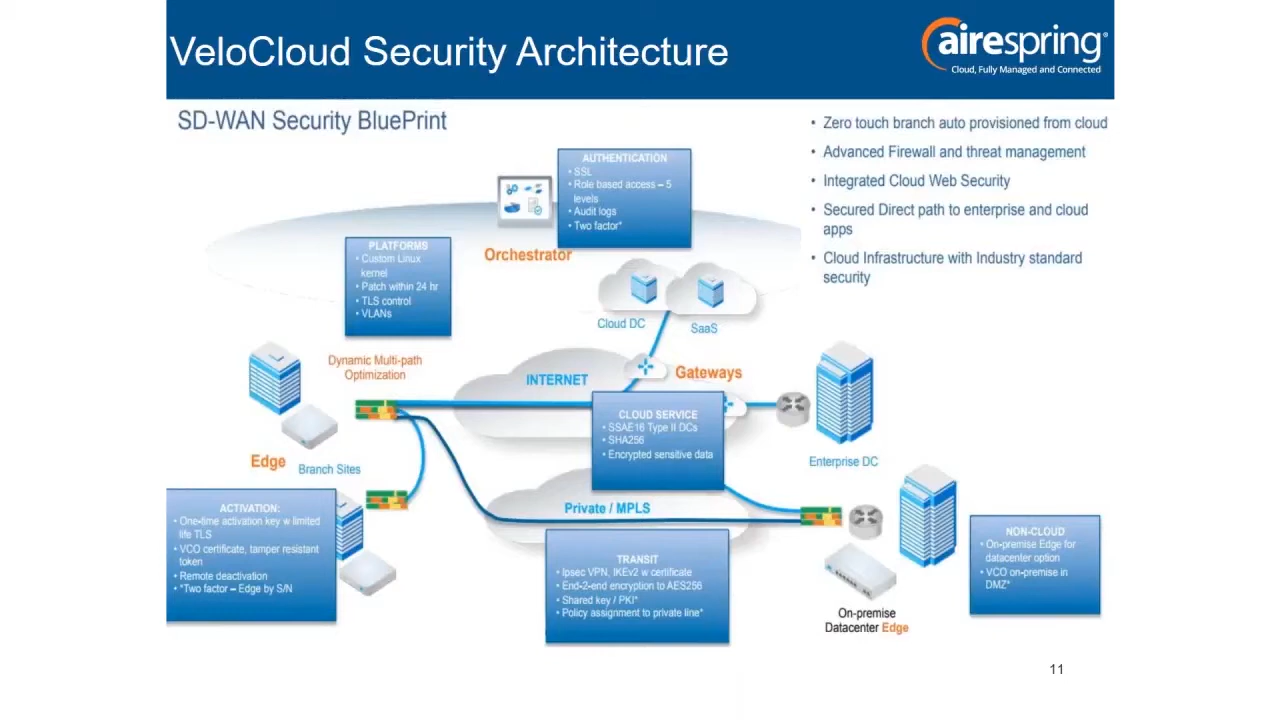 VeloCloud Security Architecture
airespring®
Cloud, Fully Managed and Connected
SD-WAN Security BluePrint
• Zero touch branch auto provisioned from cloud
• Advanced Firewall and threat management
• Integrated Cloud Web Security
• Secured Direct path to enterprise and cloud
apps
• Cloud Infrastructure with Industry standard
security
AUTHENTICATION
• SSL
• Role based access – 5
levels
• Audit logs
• Two factor*
Orchestrator
PLATFORMS
• Custom Linux
kernel
• Patch within 24 hr
• TLS control
• VLANs
Cloud DC
SaaS
Dynamic Multi-path
Optimization
INTERNET
Gateways
CLOUD SERVICE
• SSAE16 Type II DCs
• SHA256
• Encrypted sensitive data
Enterprise DC
Edge
Branch Sites
Private / MPLS
ACTIVATION:
• One-time activation key w limited
life TLS
• VCO certificate, tamper resistant
token
• Remote deactivation
• *Two factor – Edge by S/N
TRANSIT
• Ipsec VPN, IKEv2 w certificate
• End-2-end encryption to AES256
• Shared key / PKI*
• Policy assignment to private line*
NON-CLOUD
• On-premise Edge for
datacenter option
• VCO on-premise in
DMZ*
On-premise
Datacenter Edge
11